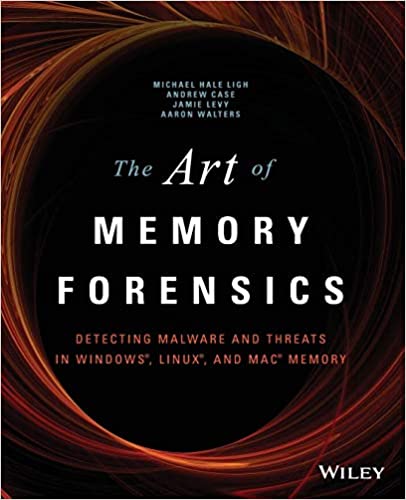 MICHAEL HALE LIGH
ANDREW CASE
JAMIE LEVY
AARON WALTERS
The Art of
MEMORY
FORENSICS
DETECTING MALWARE AND THREATS
IN WINDOWS®, LINUX®, AND MAC® MEMORY
WILEY